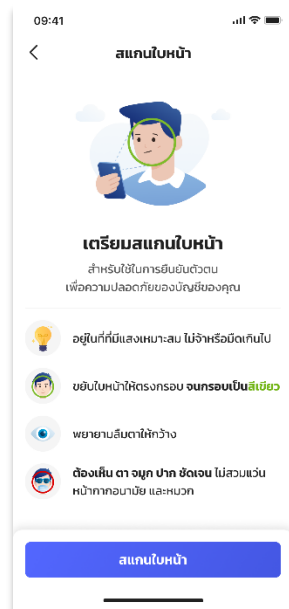 09:41
สแกนใบหน้า
เตรียมสแกนใบหน้า
สำหรับใช้ในการยืนยันตัวตน
เพื่อความปลอดภัยของบัญชีของคุณ
อยู่ในที่ที่มีแสงเหมาะสม ไม่จ้าหรือมืดเกินไป
ขยับใบหน้าให้ตรงกรอบ จนกรอบเป็นสีเขียว
พยายามลืมตาให้กว้าง
ต้องเห็น ตา จมูก ปาก ชัดเจน ไม่สวมแว่น
หน้ากากอนามัย และหมวก
สแกนใบหน้า